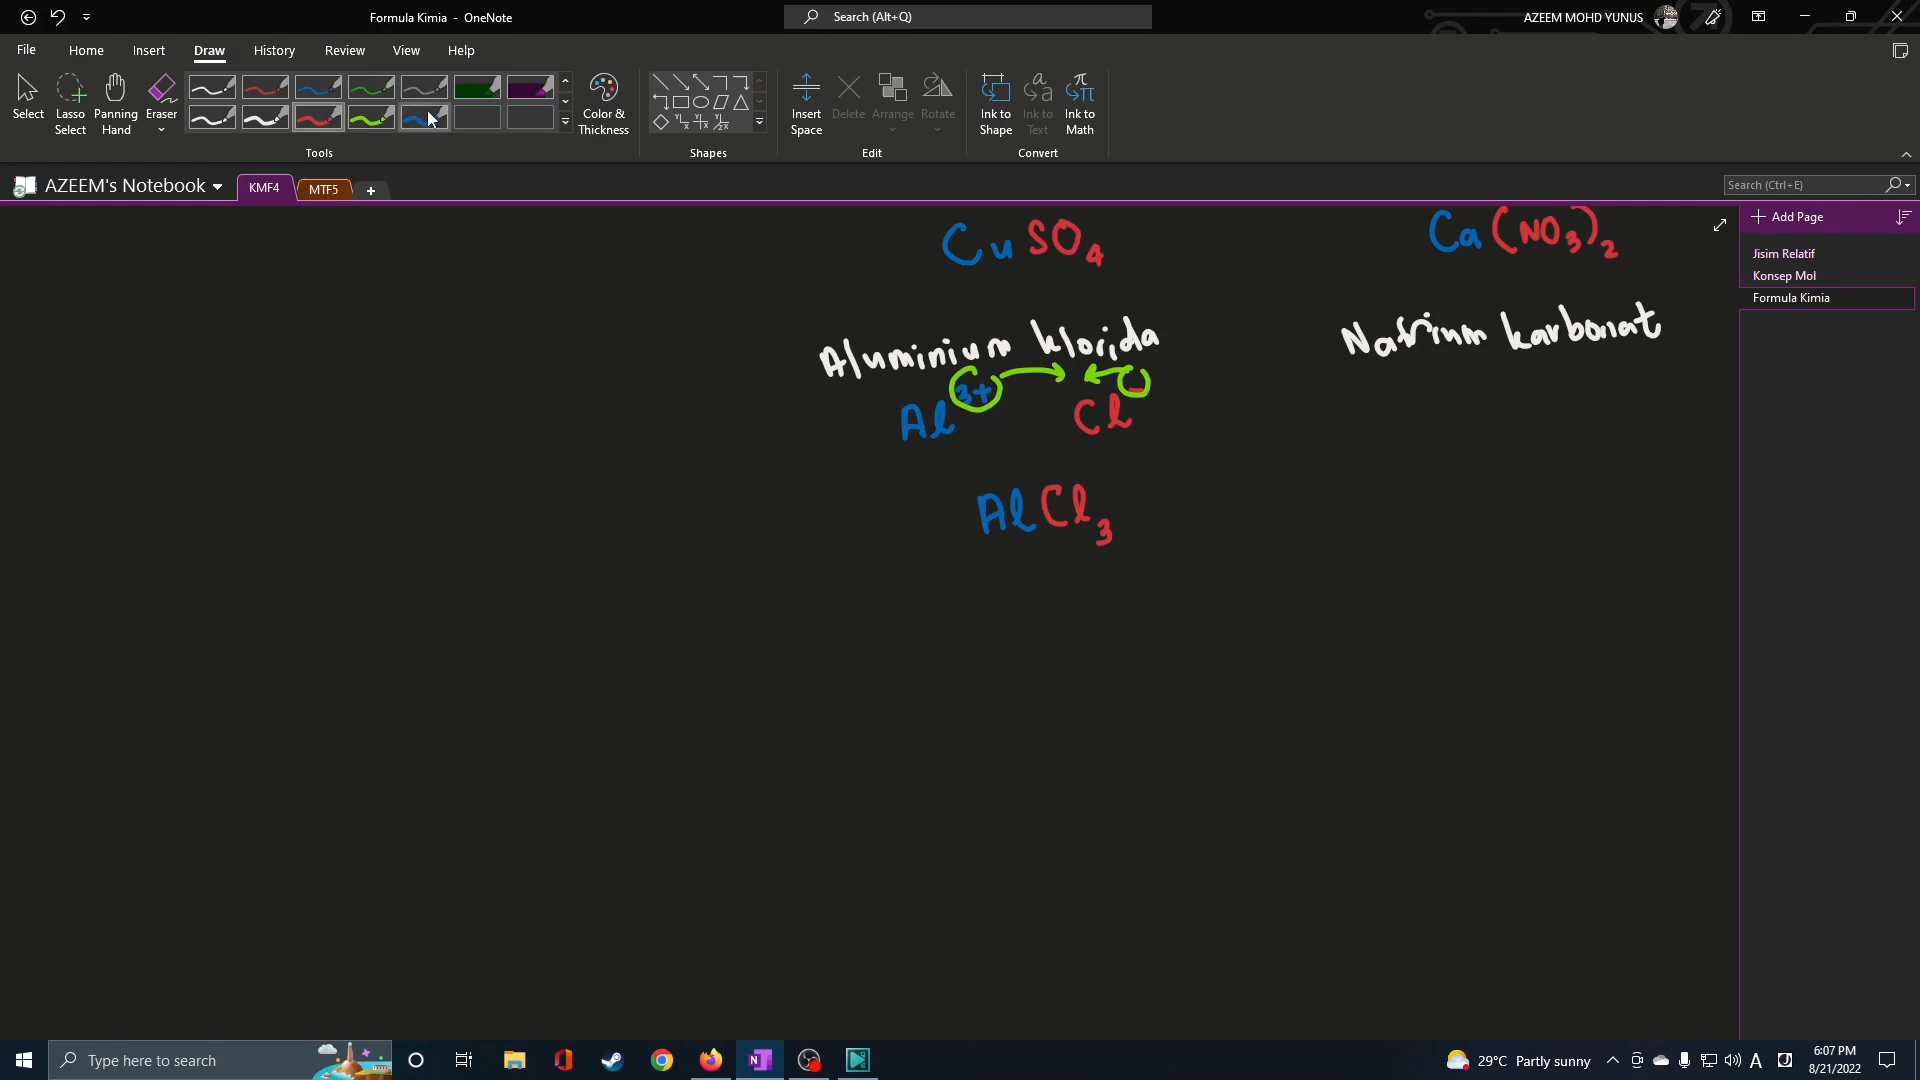 Formula Kimia - OneNote
Search (Alt+Q)
AZEEM MOHD YUNUS
File Home Insert Draw History Review View Help
Select
Lasso Select
Panning Hand
Eraser
Color & Thickness
Insert Space
Delete
Arrange
Rotate
Ink to Shape
Ink to Text
Ink to Math
Tools Shapes Edit Convert
AZEEM's Notebook KMF4 MTF5 +
Search (Ctrl+E)
Add Page
Jisim Relatif
Konsep Mol
Formula Kimia
CuSO₄ Ca(NO₃)₂
Aluminium klorida Natrium karbonat
Al³⁺ Cl⁻
AlCl₃
Type here to search
29°C Partly sunny
6:07 PM
8/21/2022